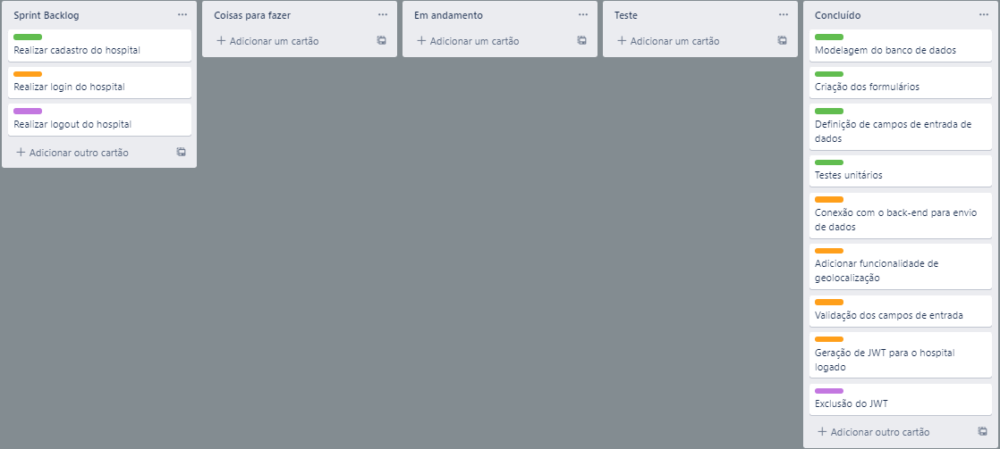 Sprint Backlog
Realizar cadastro do hospital
Realizar login do hospital
Realizar logout do hospital
+ Adicionar outro cartão
Coisas para fazer
+ Adicionar um cartão
Em andamento
+ Adicionar um cartão
Teste
+ Adicionar um cartão
Concluído
Modelagem do banco de dados
Criação dos formulários
Definição de campos de entrada de
dados
Testes unitários
Conexão com o back-end para envio
de dados
Adicionar funcionalidade de
geolocalização
Validação dos campos de entrada
Geração de JWT para o hospital
logado
Exclusão do JWT
+ Adicionar outro cartão